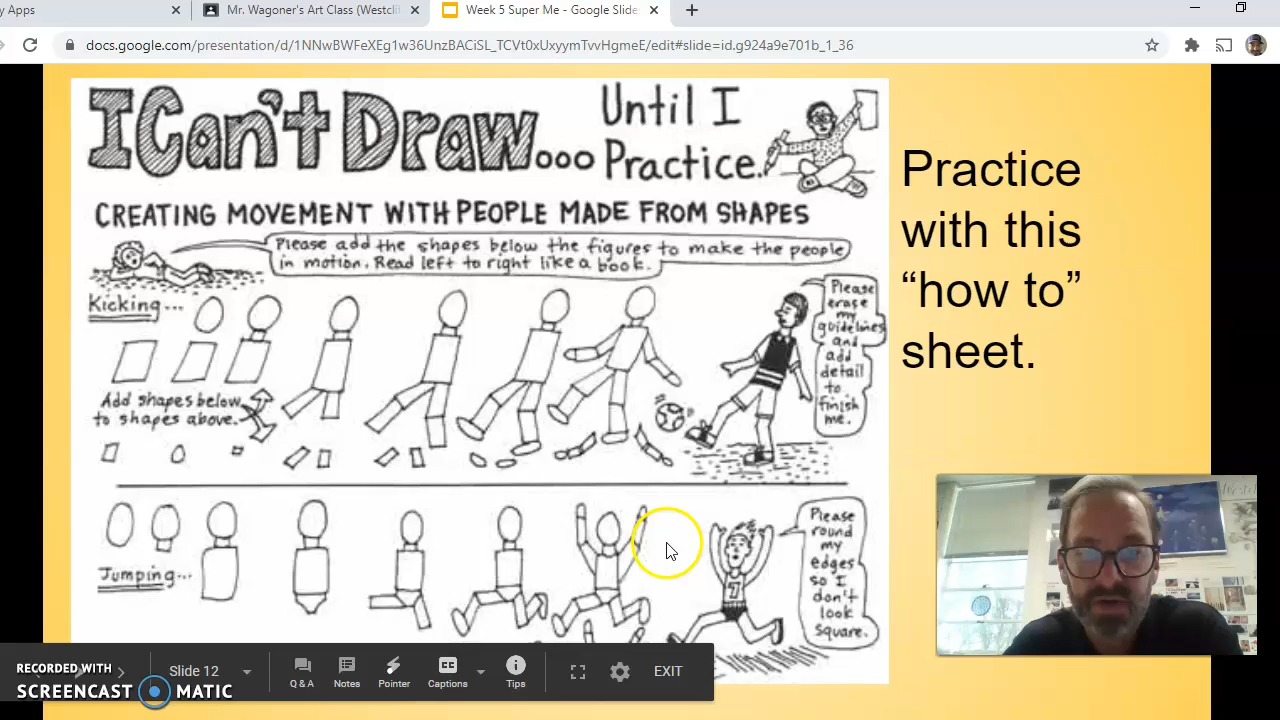 y Apps
Mr. Wagoner's Art Class (Westcli
Week 5 Super Me - Google Slide
docs.google.com/presentation/d/1NNwBWFeXEg1w36UnzBACiSL_TCVt0xUxyymTvvHgmeE/edit#slide=id.g924a9e701b_1_36
I Can't Draw... Until I
Practice.
CREATING MOVEMENT WITH PEOPLE MADE FROM SHAPES
Please add the shapes below the figures to make the people
in motion. Read left to right like a book.
Kicking...
Add shapes below
to shapes above.
Please
erase
my
guidelines
and
add
detail
to
finish
me.
Jumping...
7
Please
round
my
edges
so I
don't
look
square.
Practice
with this
“how to”
sheet.
RECORDED WITH
SCREENCAST MATIC
Slide 12
Q & A
Notes
Pointer
Captions
Tips
EXIT